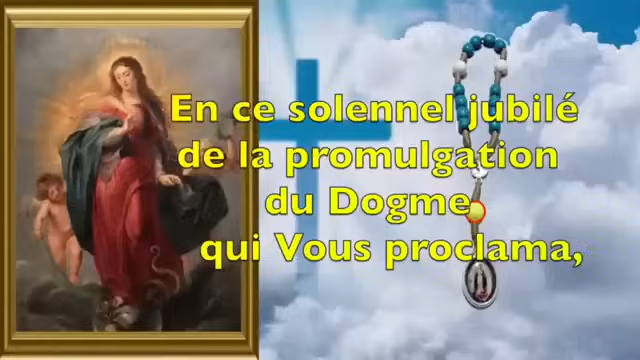 En ce solennel jubilé
de la promulgation
du Dogme
qui Vous proclama,